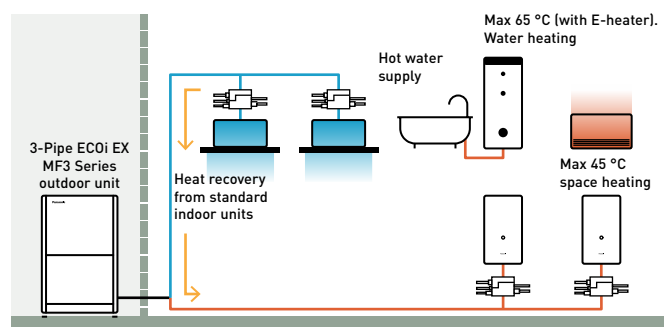 Max 65 °C (with E-heater).
Water heating
Hot water
supply
3-Pipe ECOi EX
MF3 Series
outdoor unit
Heat recovery
from standard
indoor units
Max 45 °C
space heating